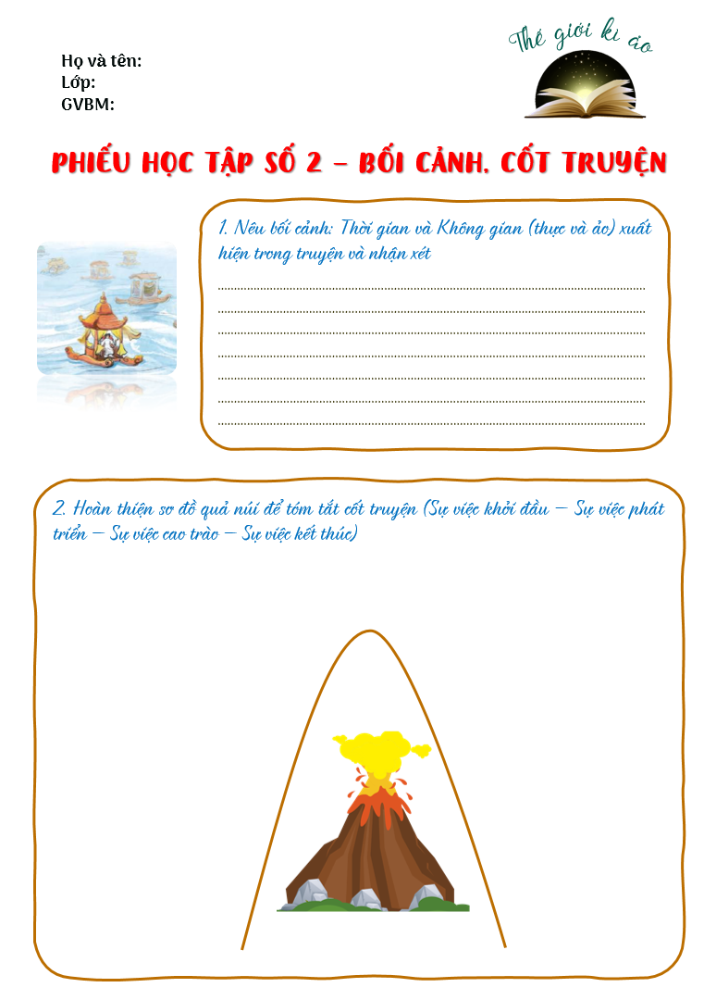 Thế giới kì ảo
Họ và tên:
Lớp:
GVBM:
PHIẾU HỌC TẬP SỐ 2 – BỐI CẢNH, CỐT TRUYỆN
1. Nêu bối cảnh: Thời gian và Không gian (thực và ảo) xuất
hiện trong truyện và nhận xét
2. Hoàn thiện sơ đồ quả núi để tóm tắt cốt truyện (Sự việc khởi đầu – Sự việc phát
triển – Sự việc cao trào – Sự việc kết thúc)